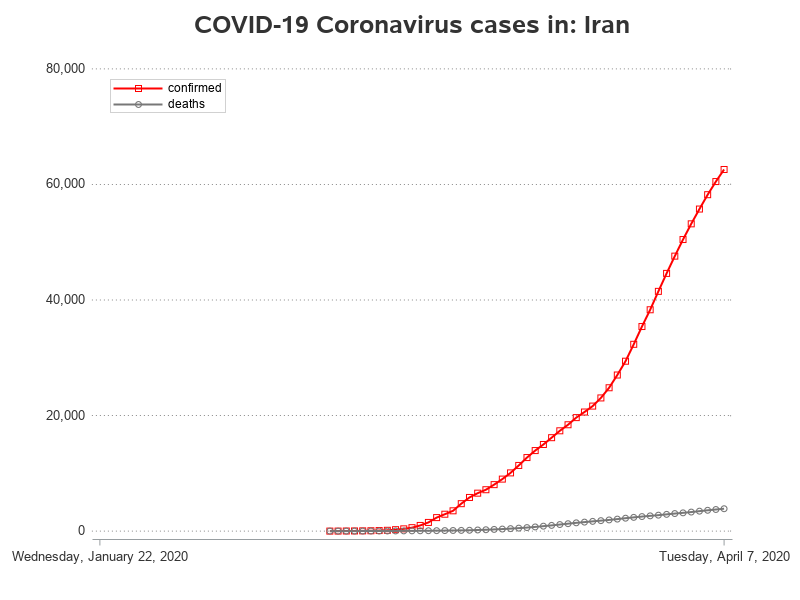 COVID-19 Coronavirus cases in: Iran
80,000
confirmed
deaths
60,000
40,000
20,000
0
Wednesday, January 22, 2020
Tuesday, April 7, 2020